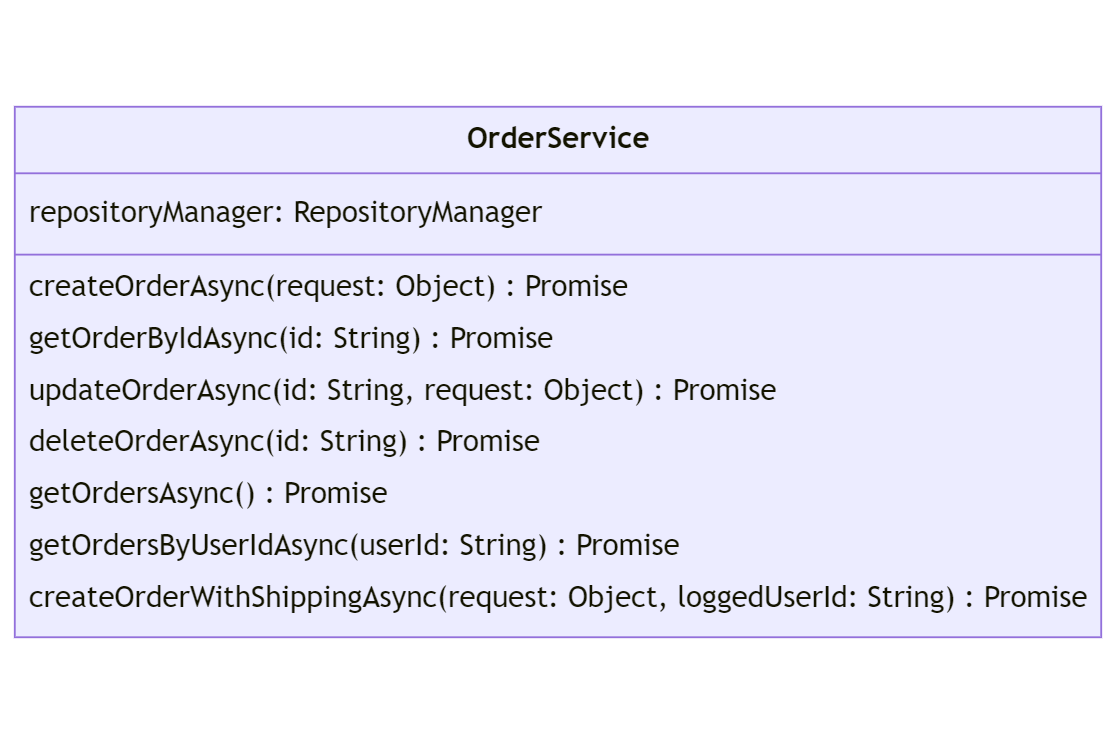 OrderService
repositoryManager: RepositoryManager
createOrderAsync(request: Object) : Promise
getOrderByIdAsync(id: String) : Promise
updateOrderAsync(id: String, request: Object) : Promise
deleteOrderAsync(id: String) : Promise
getOrdersAsync() : Promise
getOrdersByUserIdAsync(userId: String) : Promise
createOrderWithShippingAsync(request: Object, loggedUserId: String) : Promise